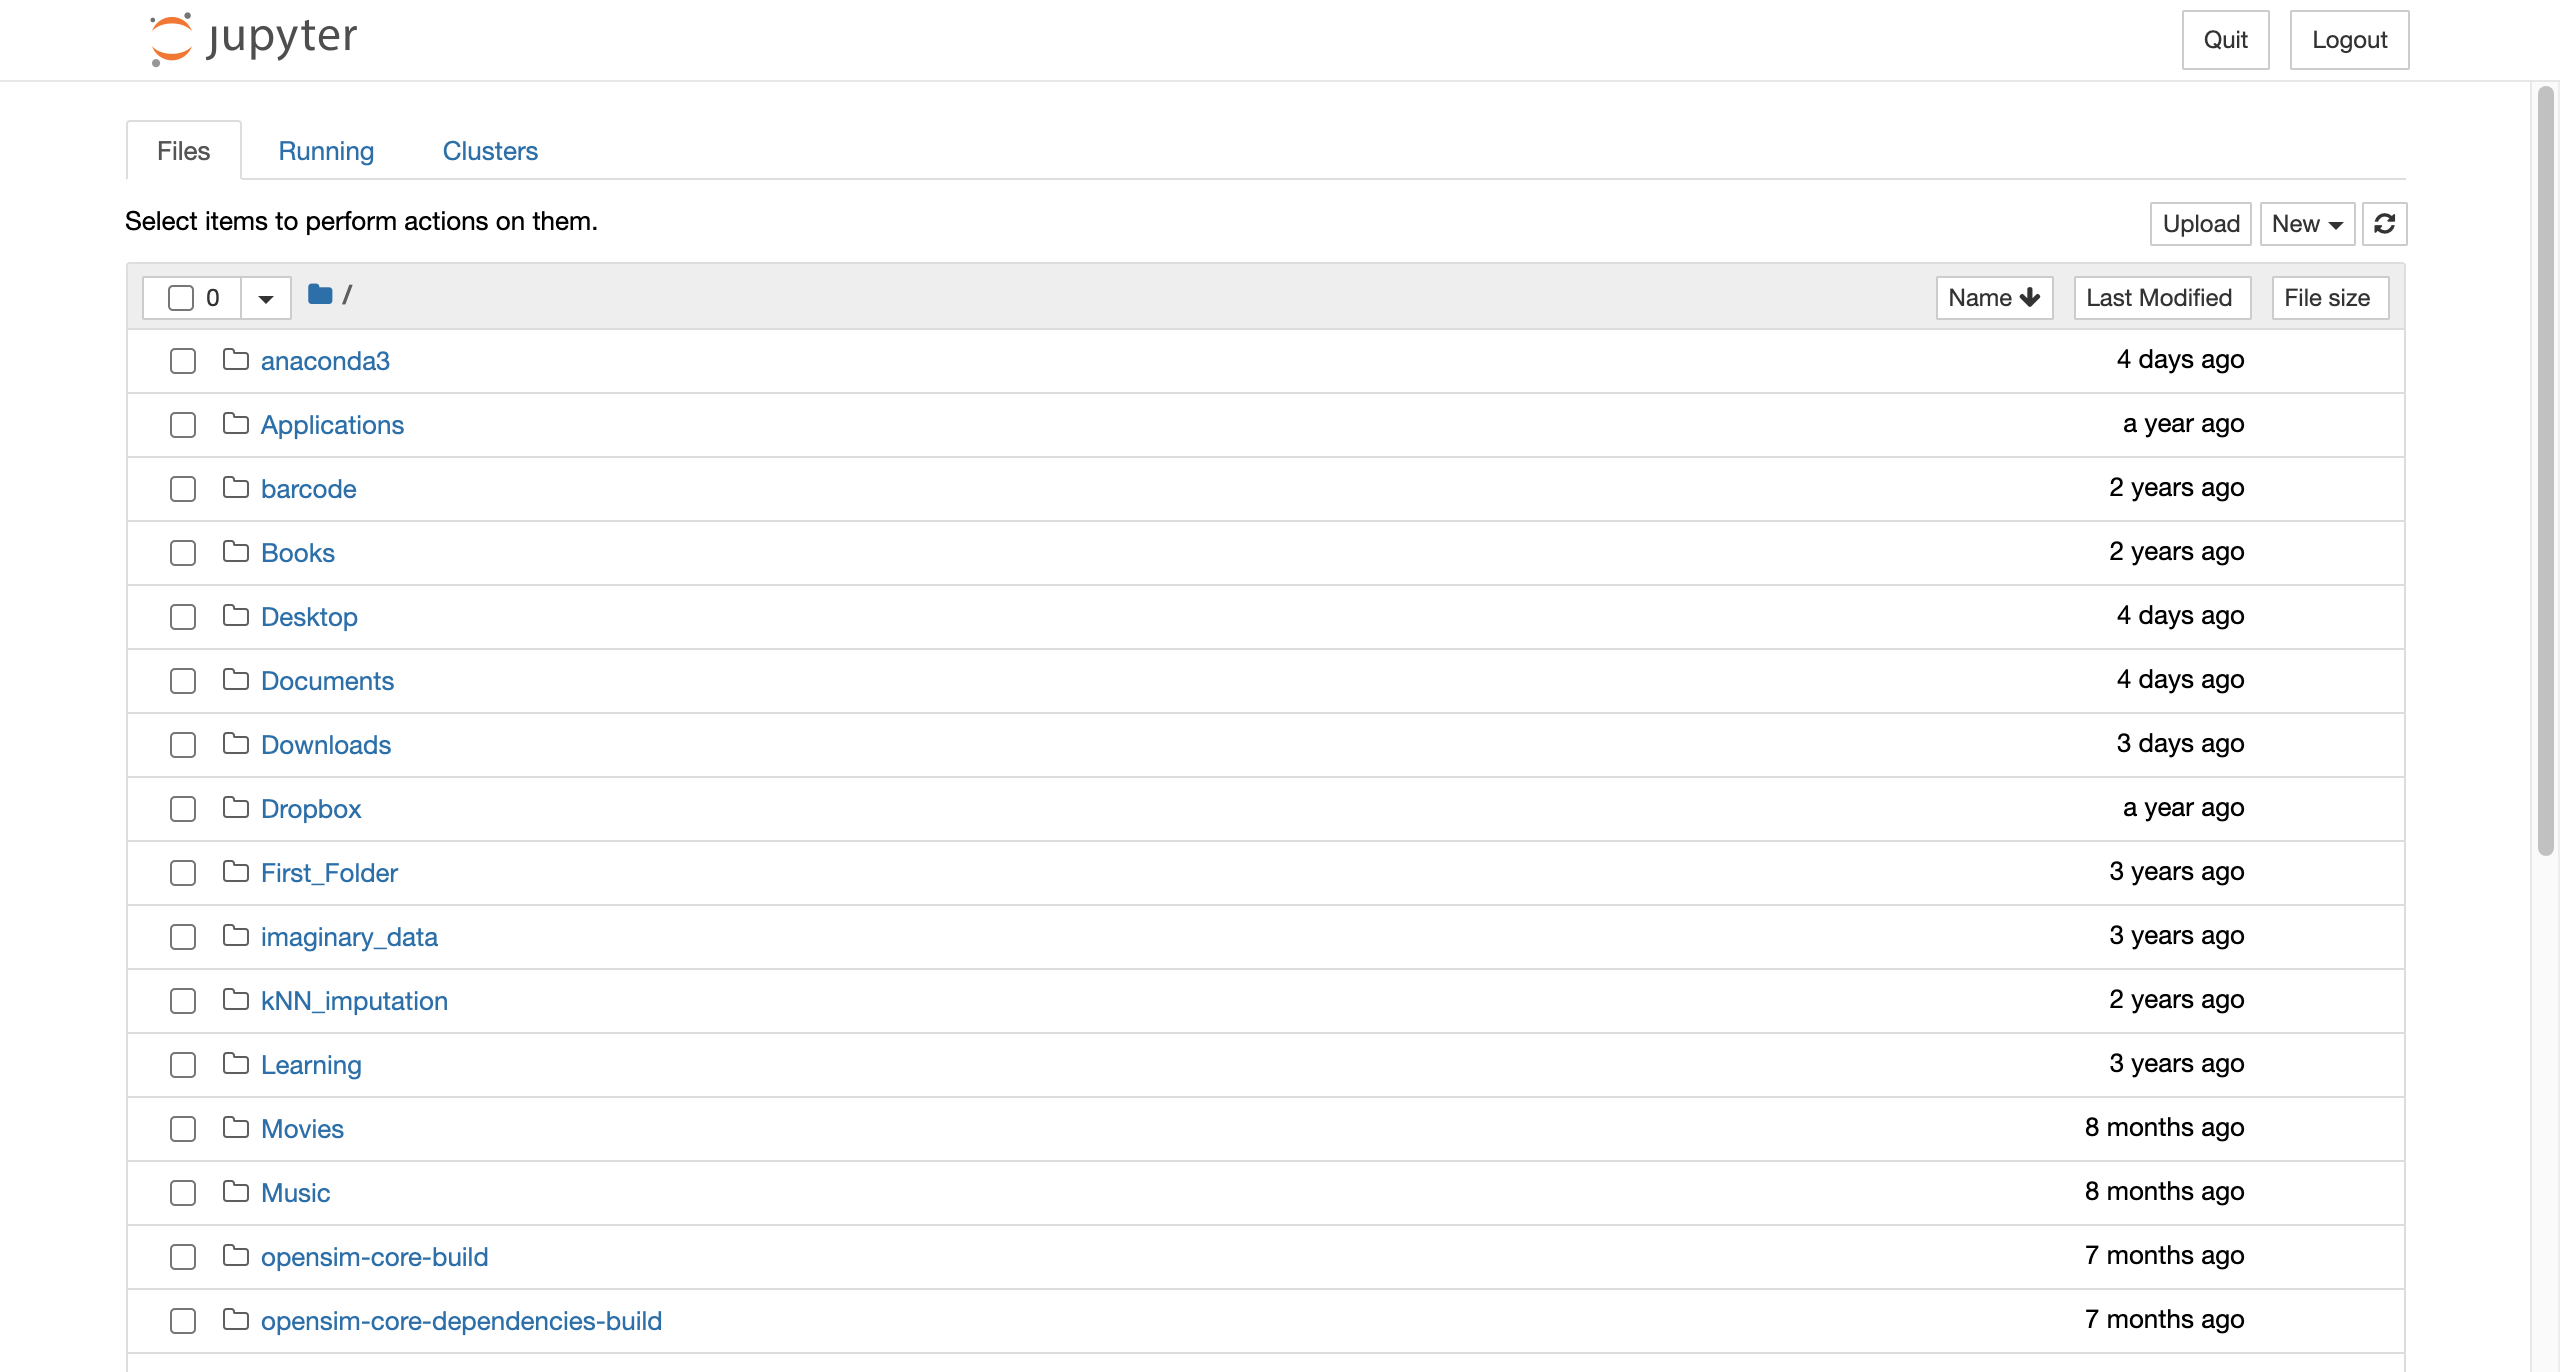 jupyter
Quit Logout
Files Running Clusters
Select items to perform actions on them.
Upload New
0 / Name Last Modified File size
anaconda3 4 days ago
Applications a year ago
barcode 2 years ago
Books 2 years ago
Desktop 4 days ago
Documents 4 days ago
Downloads 3 days ago
Dropbox a year ago
First_Folder 3 years ago
imaginary_data 3 years ago
kNN_imputation 2 years ago
Learning 3 years ago
Movies 8 months ago
Music 8 months ago
opensim-core-build 7 months ago
opensim-core-dependencies-build 7 months ago